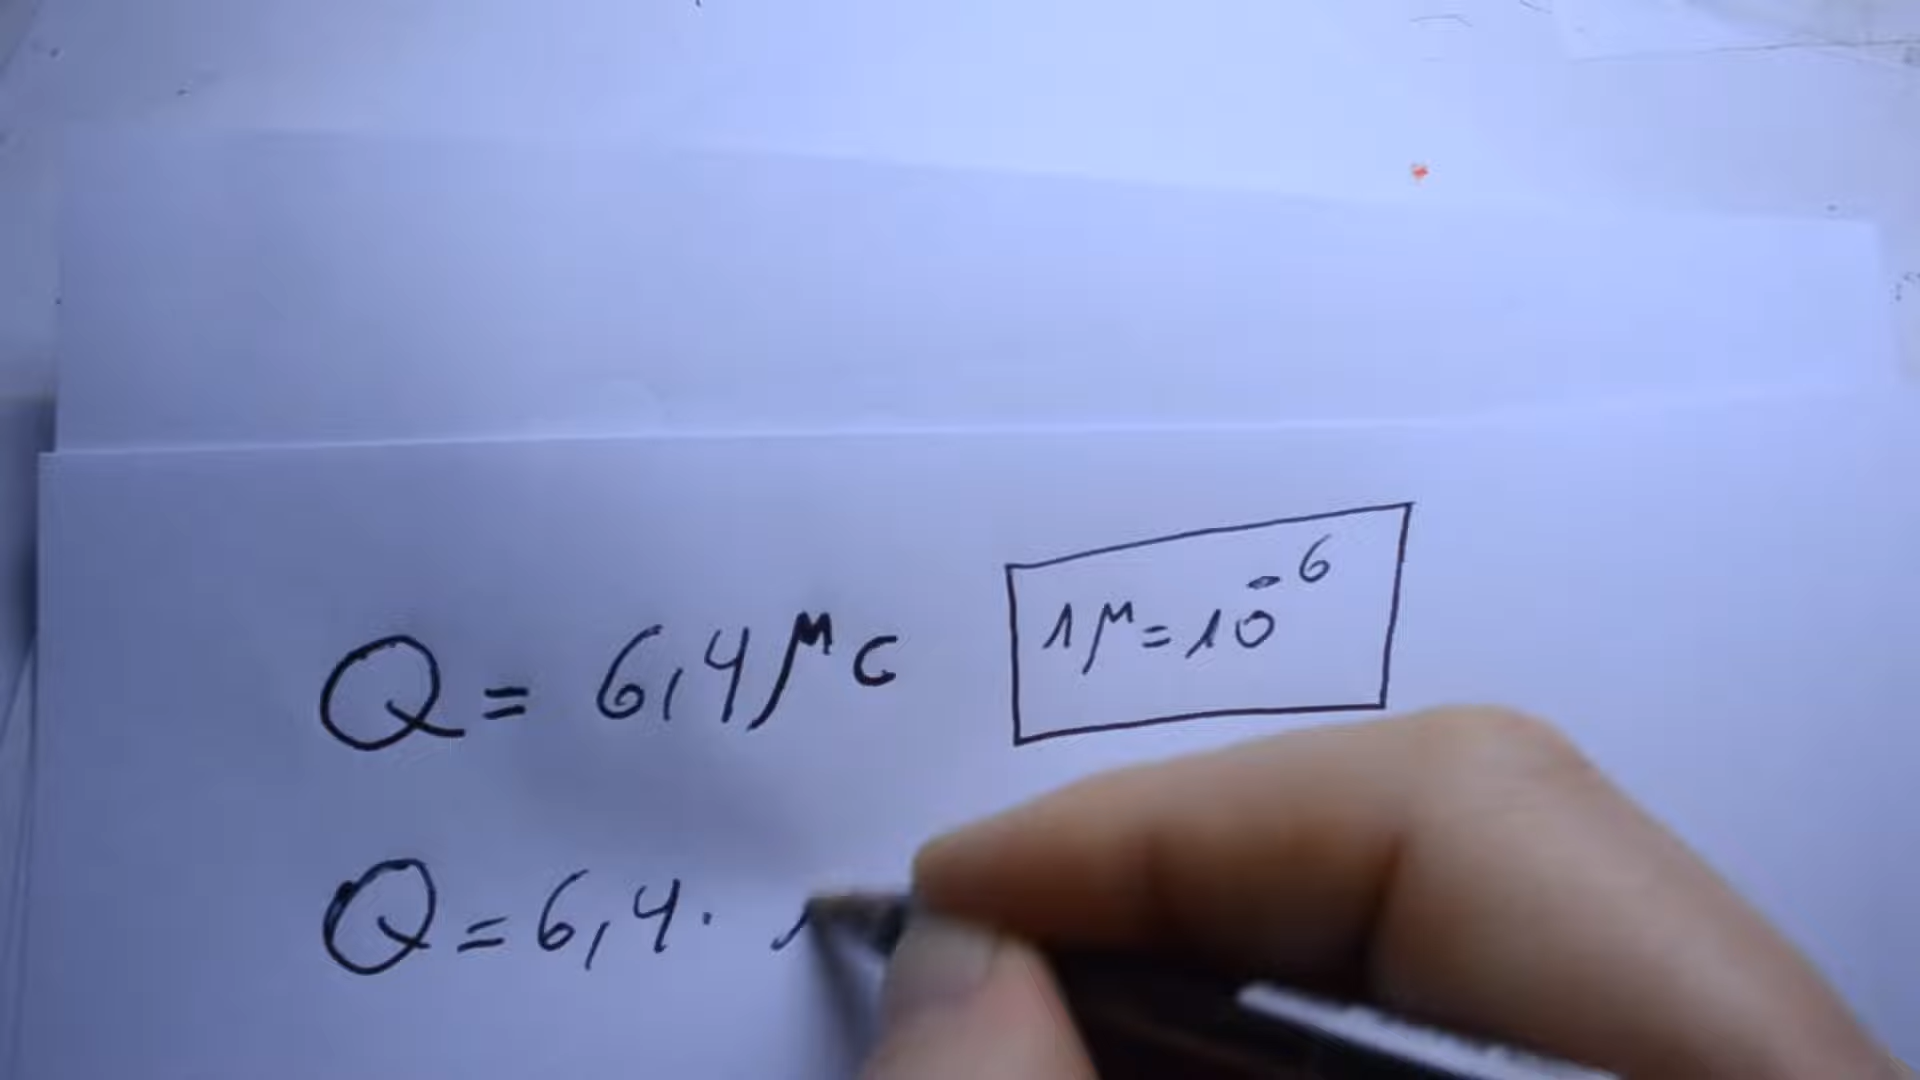 Q = 6,4 μc
1μ = 10⁻⁶
Q = 6,4 .